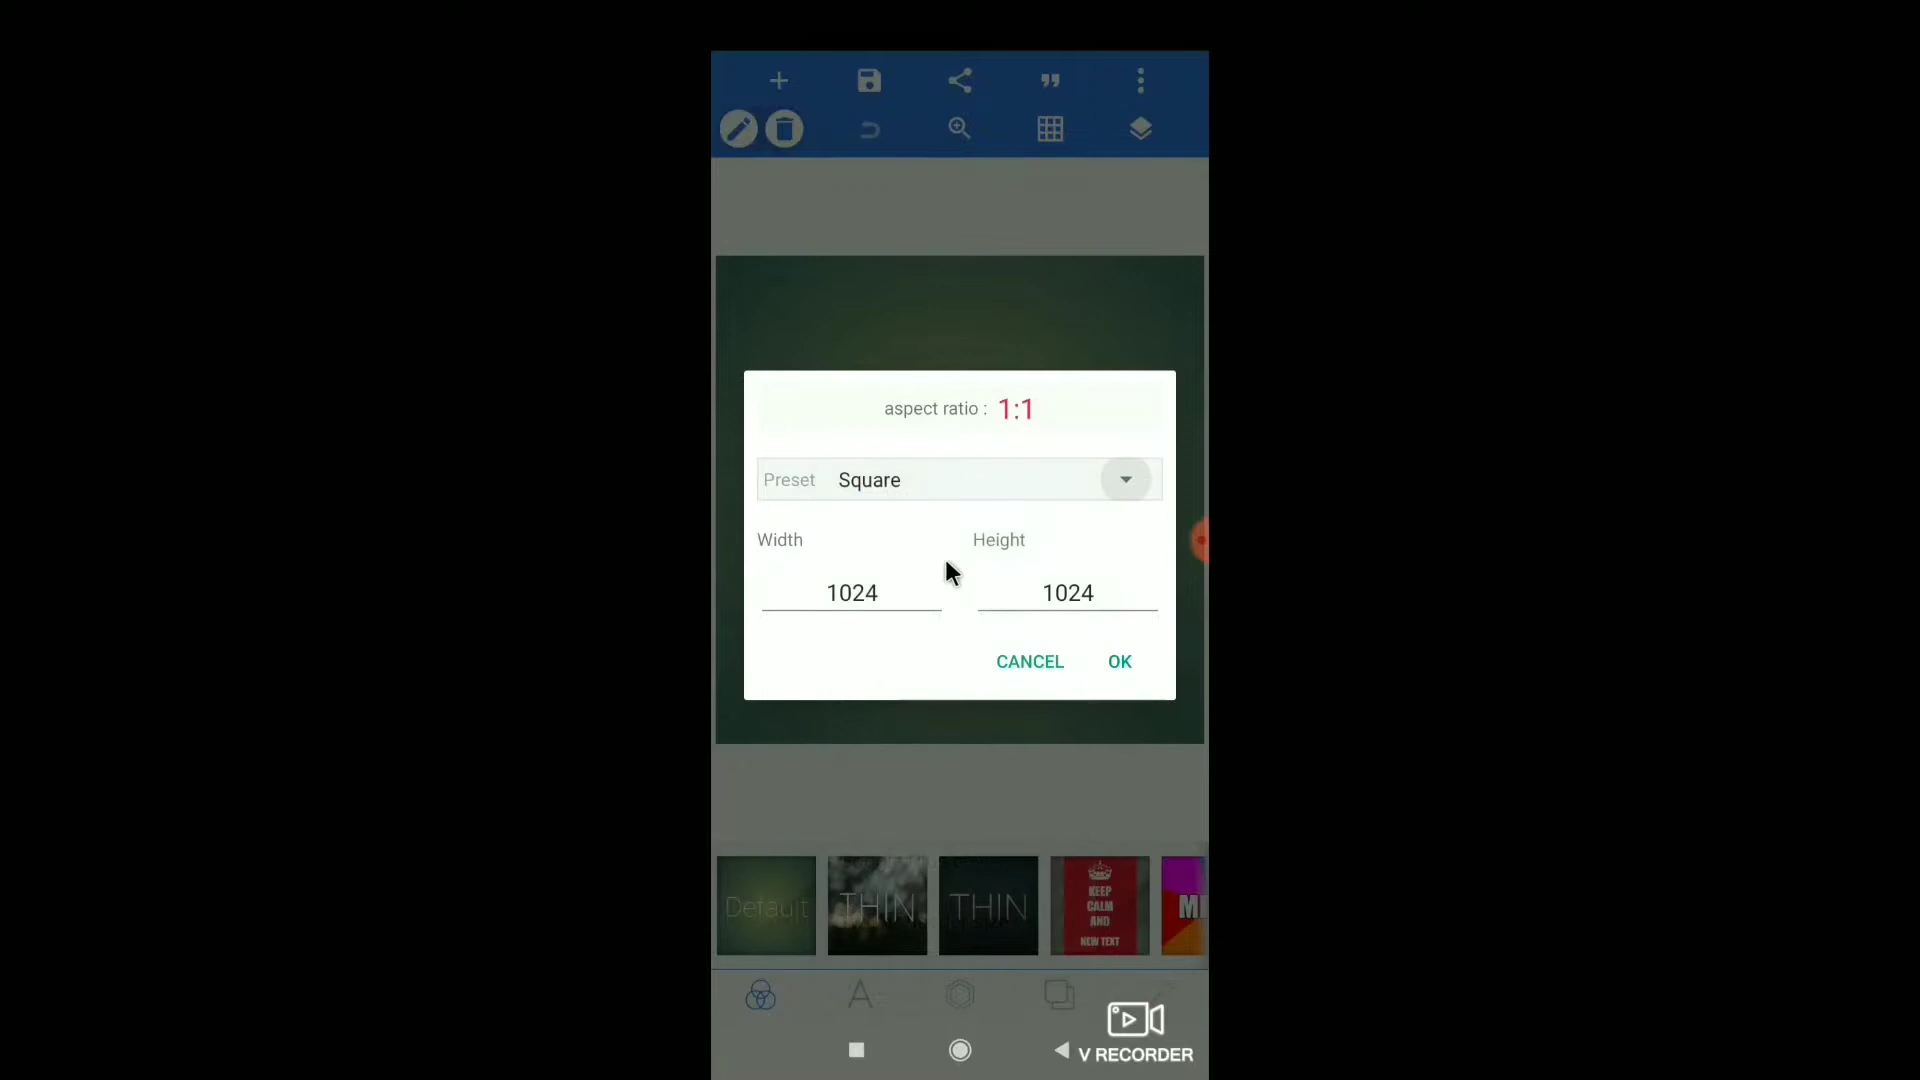 aspect ratio : 1:1
Preset Square
Width Height
1024 1024
CANCEL OK
Default
THIN
THIN
KEEP
CALM
AND
NEW TEXT
V RECORDER